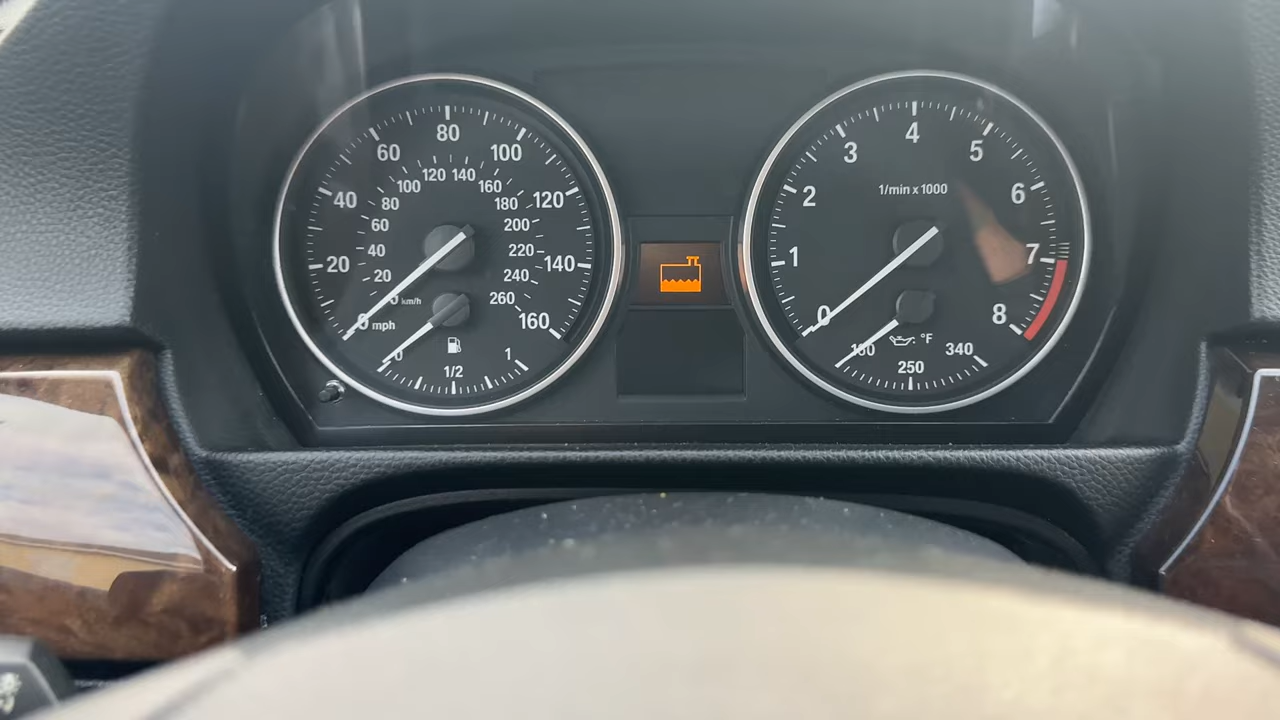 80
60 100
120 140
100 160
40 80 180 120
60 200
40 220
20 20 240 140
0 km/h 260
0 mph 160
0 1
1/2
4
3 5
1/min x 1000
2 6
1 7
0 8
°F
160 340
250